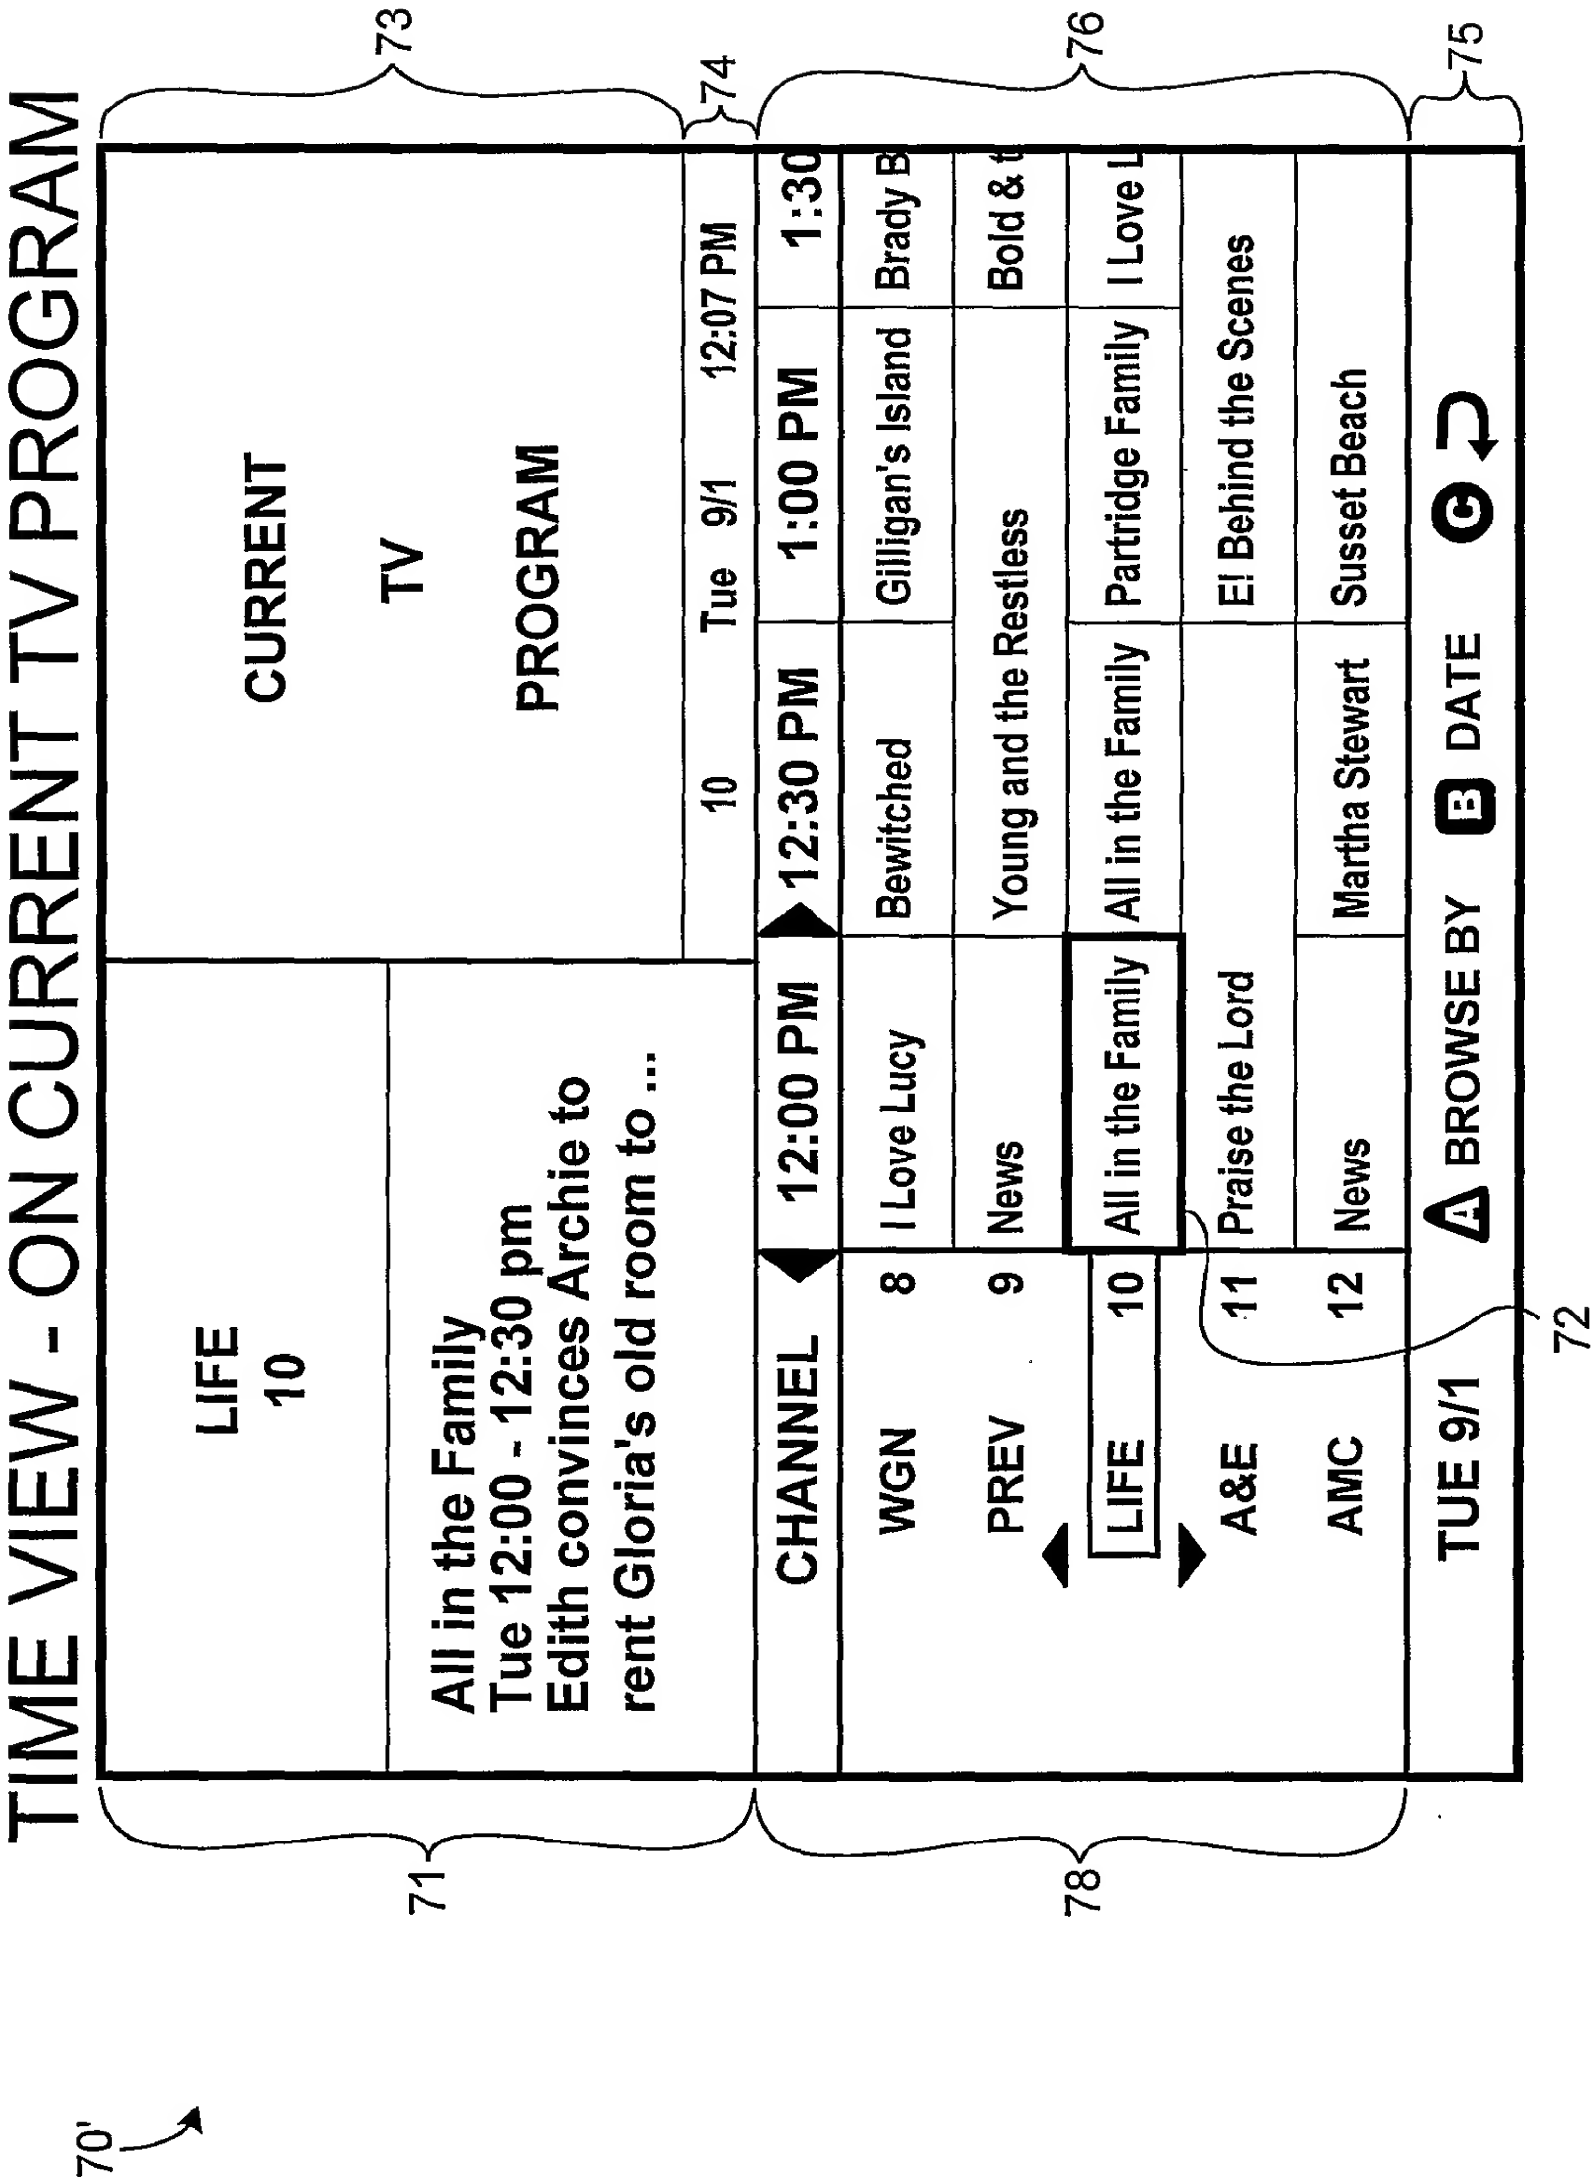 TIME VIEW - ON CURRENT TV PROGRAM
70'
71
LIFE
10
All in the Family
Tue 12:00 - 12:30 pm
Edith convinces Archie to
rent Gloria's old room to ...
CURRENT
TV
PROGRAM
73
10 Tue 9/1 12:07 PM
74
CHANNEL 12:00 PM 12:30 PM 1:00 PM 1:30
WGN 8 I Love Lucy Bewitched Gilligan's Island Brady B
PREV 9 News Young and the Restless Bold & t
LIFE 10 All in the Family All in the Family Partridge Family I Love L
A&E 11 Praise the Lord E! Behind the Scenes
AMC 12 News Martha Stewart Susset Beach
76
78
TUE 9/1 A BROWSE BY B DATE C
75
72